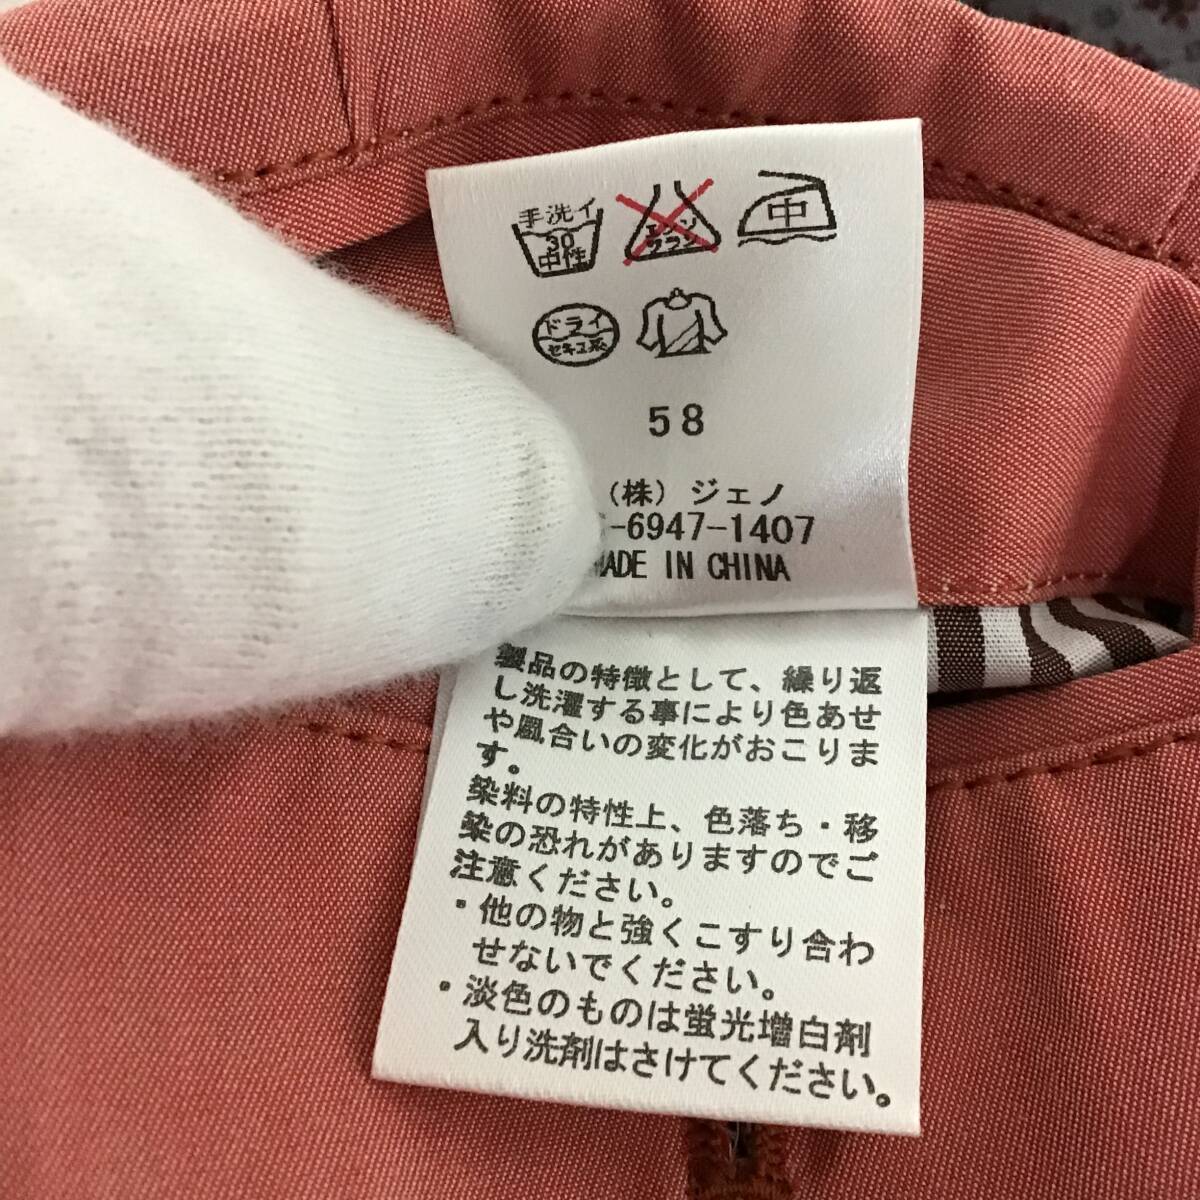 手洗イ
30
中性
エンソ
サラシ
中
ドライ
セキユ系
58
(株)ジェノ
-6947-1407
MADE IN CHINA
製品の特徴として、繰り返
し洗濯する事により色あせ
や風合いの変化がおこりま
す。
染料の特性上、色落ち・移
染の恐れがありますのでご
注意ください。
・他の物と強くこすり合わ
せないでください。
・淡色のものは蛍光増白剤
入り洗剤はさけてください。